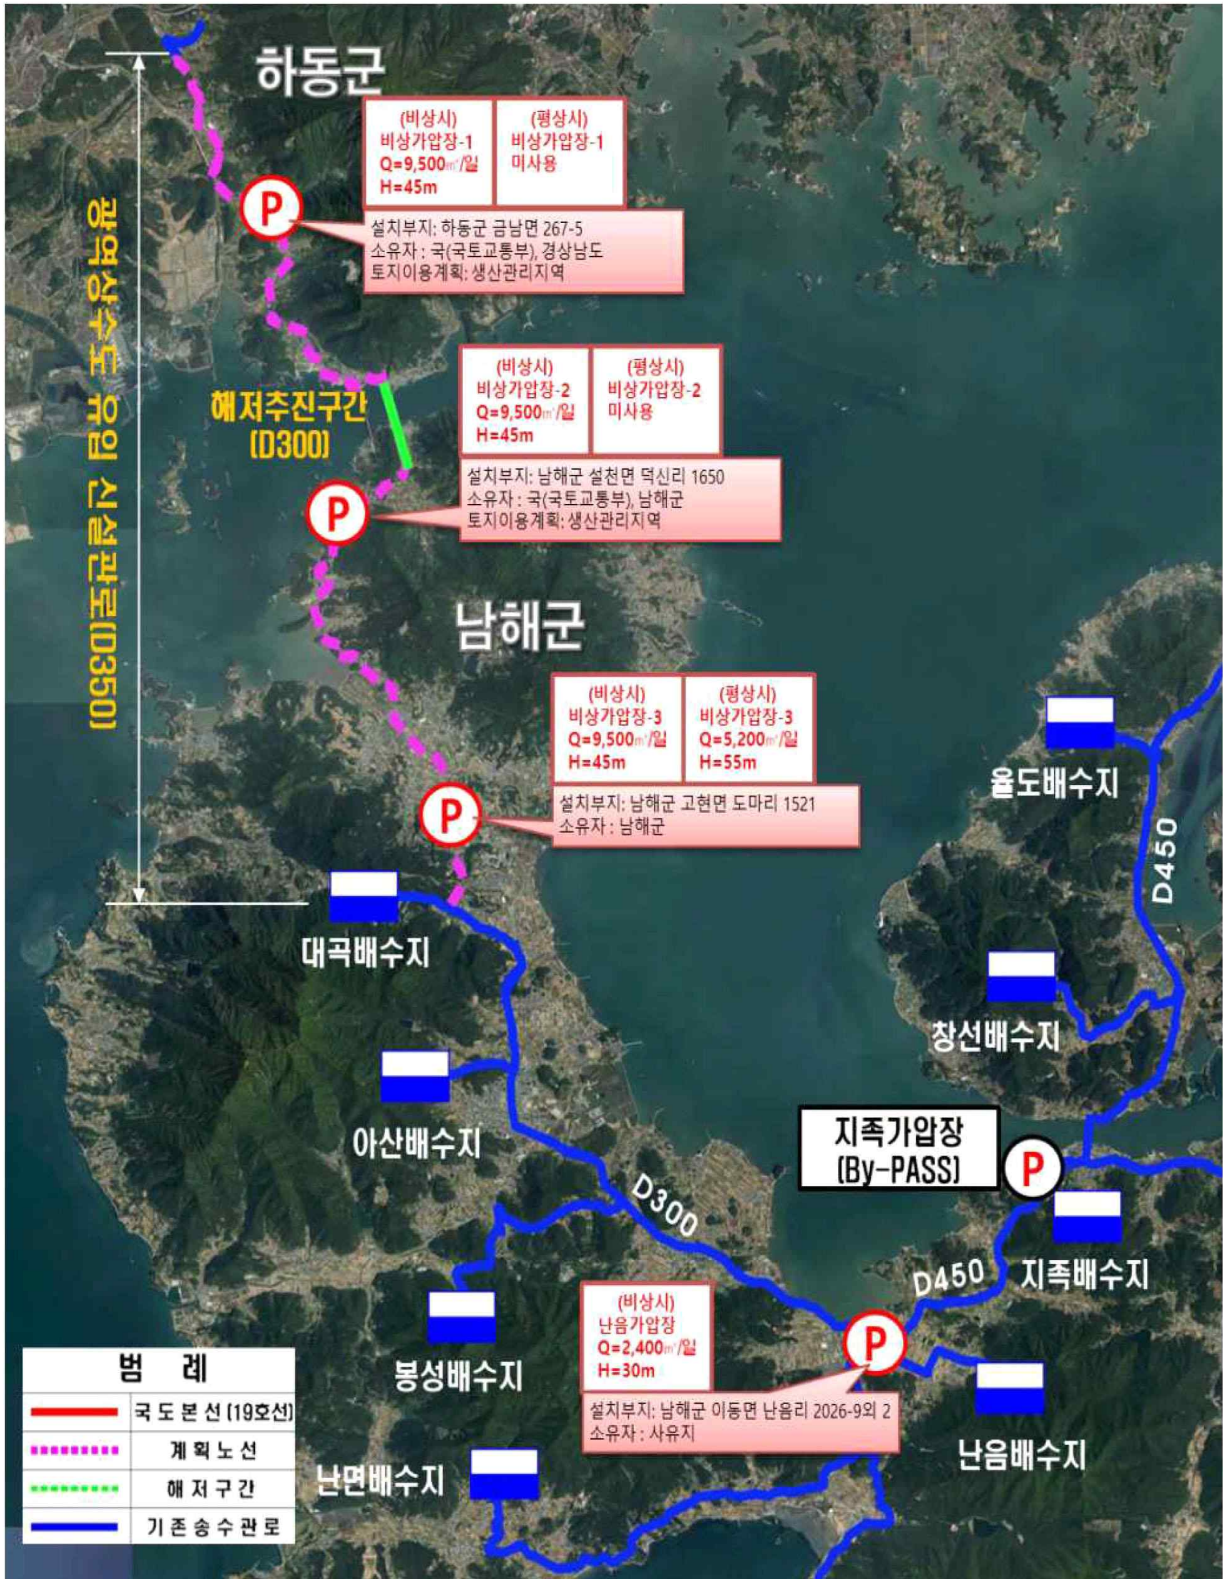 하동군
(비상시)
비상가압장-1
Q=9,500㎥/일
H=45m
(평상시)
비상가압장-1
미사용
P
설치부지: 하동군 금남면 267-5
소유자 : 국(국토교통부), 경상남도
토지이용계획: 생산관리지역
광역상수도 유입 신설관로(D350)
해저추진구간
(D300)
(비상시)
비상가압장-2
Q=9,500㎥/일
H=45m
(평상시)
비상가압장-2
미사용
P
설치부지: 남해군 설천면 덕신리 1650
소유자 : 국(국토교통부), 남해군
토지이용계획: 생산관리지역
남해군
(비상시)
비상가압장-3
Q=9,500㎥/일
H=45m
(평상시)
비상가압장-3
Q=5,200㎥/일
H=55m
P
설치부지: 남해군 고현면 도마리 1521
소유자 : 남해군
율도배수지
D450
대곡배수지
창선배수지
아산배수지
지족가압장
(By-PASS)
P
D300
D450
지족배수지
(비상시)
난음가압장
Q=2,400㎥/일
H=30m
P
설치부지: 남해군 이동면 난음리 2026-9외 2
소유자 : 사유지
봉성배수지
난음배수지
난면배수지
범 례
국도본선(19호선)
계획노선
해저구간
기존송수관로